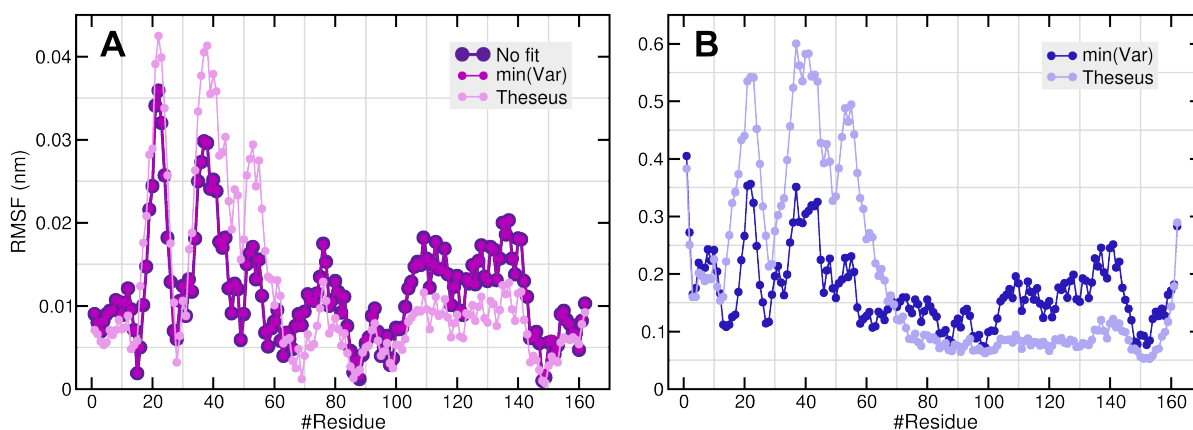 A
No fit
min(Var)
Theseus
RMSF (nm)
0.04
0.03
0.02
0.01
0
0 20 40 60 80 100 120 140 160
#Residue
B
min(Var)
Theseus
0.6
0.5
0.4
0.3
0.2
0.1
0
0 20 40 60 80 100 120 140 160
#Residue